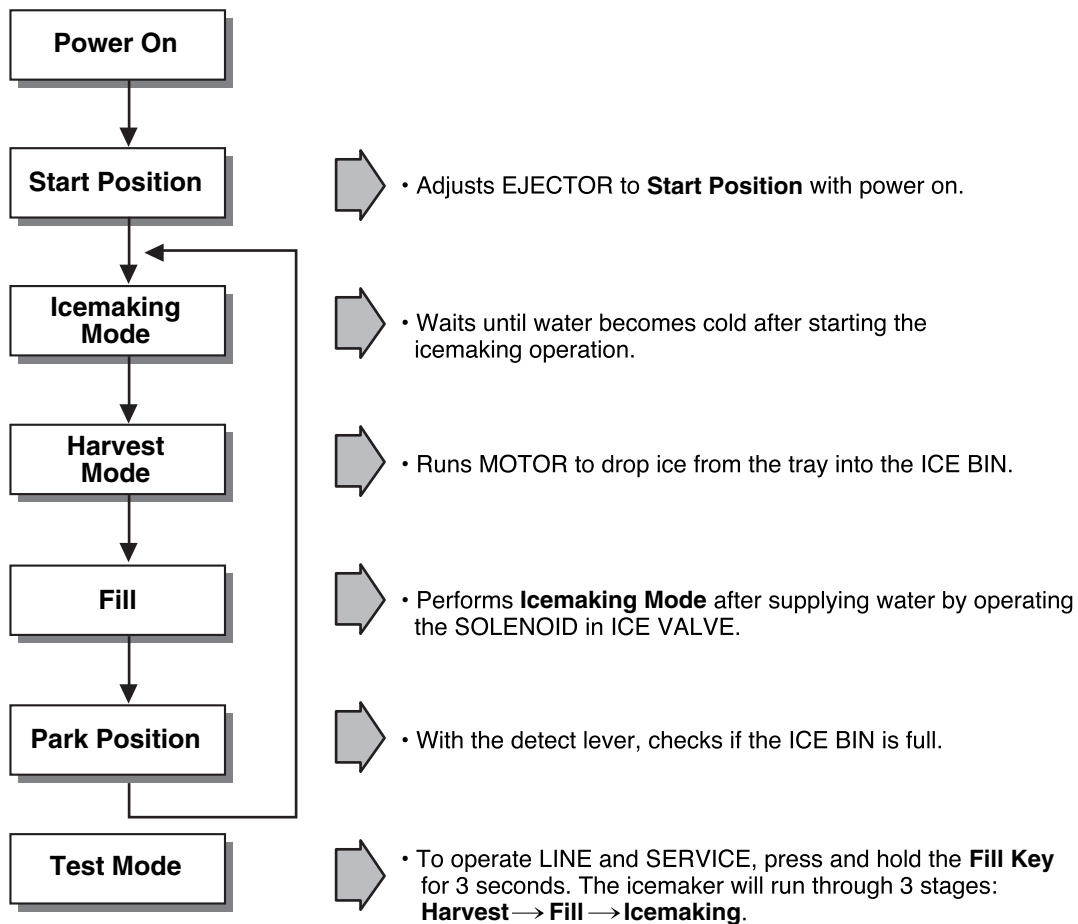 Power On
Start Position
• Adjusts EJECTOR to Start Position with power on.
Icemaking
Mode
• Waits until water becomes cold after starting the
icemaking operation.
Harvest
Mode
• Runs MOTOR to drop ice from the tray into the ICE BIN.
Fill
• Performs Icemaking Mode after supplying water by operating
the SOLENOID in ICE VALVE.
Park Position
• With the detect lever, checks if the ICE BIN is full.
Test Mode
• To operate LINE and SERVICE, press and hold the Fill Key
for 3 seconds. The icemaker will run through 3 stages:
Harvest→Fill→Icemaking.